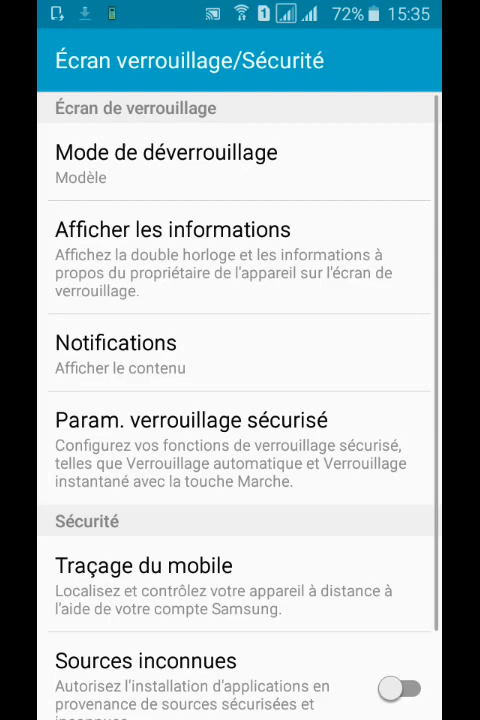 1 72% 15:35
Écran verrouillage/Sécurité
Écran de verrouillage
Mode de déverrouillage
Modèle
Afficher les informations
Affichez la double horloge et les informations à
propos du propriétaire de l'appareil sur l'écran de
verrouillage.
Notifications
Afficher le contenu
Param. verrouillage sécurisé
Configurez vos fonctions de verrouillage sécurisé,
telles que Verrouillage automatique et Verrouillage
instantané avec la touche Marche.
Sécurité
Traçage du mobile
Localisez et contrôlez votre appareil à distance à
l'aide de votre compte Samsung.
Sources inconnues
Autorisez l'installation d'applications en
provenance de sources sécurisées et